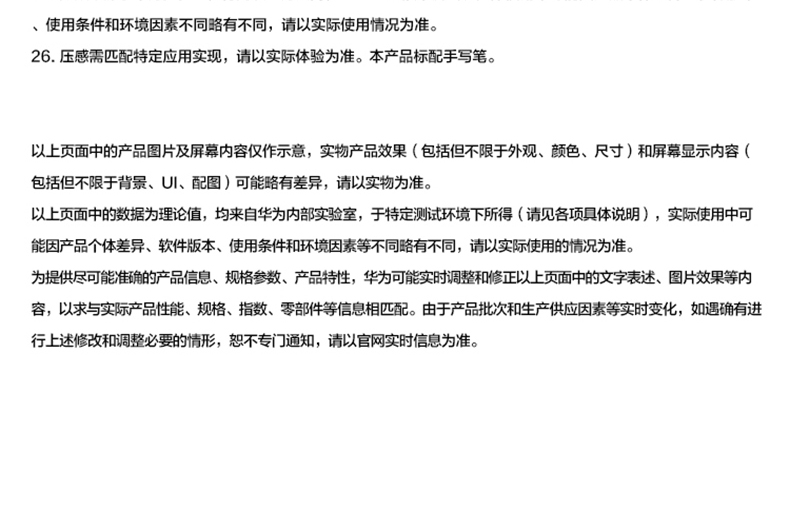 、使用条件和环境因素不同略有不同，请以实际使用情况为准。
26. 压感需匹配特定应用实现，请以实际体验为准。本产品标配手写笔。
以上页面中的产品图片及屏幕内容仅作示意，实物产品效果（包括但不限于外观、颜色、尺寸）和屏幕显示内容（
包括但不限于背景、UI、配图）可能略有差异，请以实物为准。
以上页面中的数据为理论值，均来自华为内部实验室，于特定测试环境下所得（请见各项具体说明），实际使用中可
能因产品个体差异、软件版本、使用条件和环境因素等不同略有不同，请以实际使用的情况为准。
为提供尽可能准确的产品信息、规格参数、产品特性，华为可能实时调整和修正以上页面中的文字表述、图片效果等内
容，以求与实际产品性能、规格、指数、零部件等信息相匹配。由于产品批次和生产供应因素等实时变化，如遇确有进
行上述修改和调整必要的情形，恕不专门通知，请以官网实时信息为准。